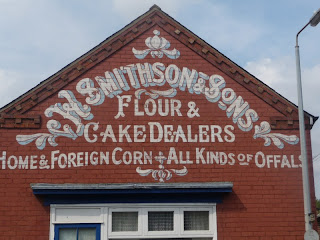 W. Smithson & Sons
Flour &
Cake Dealers
Home & Foreign Corn + All Kinds of Offals